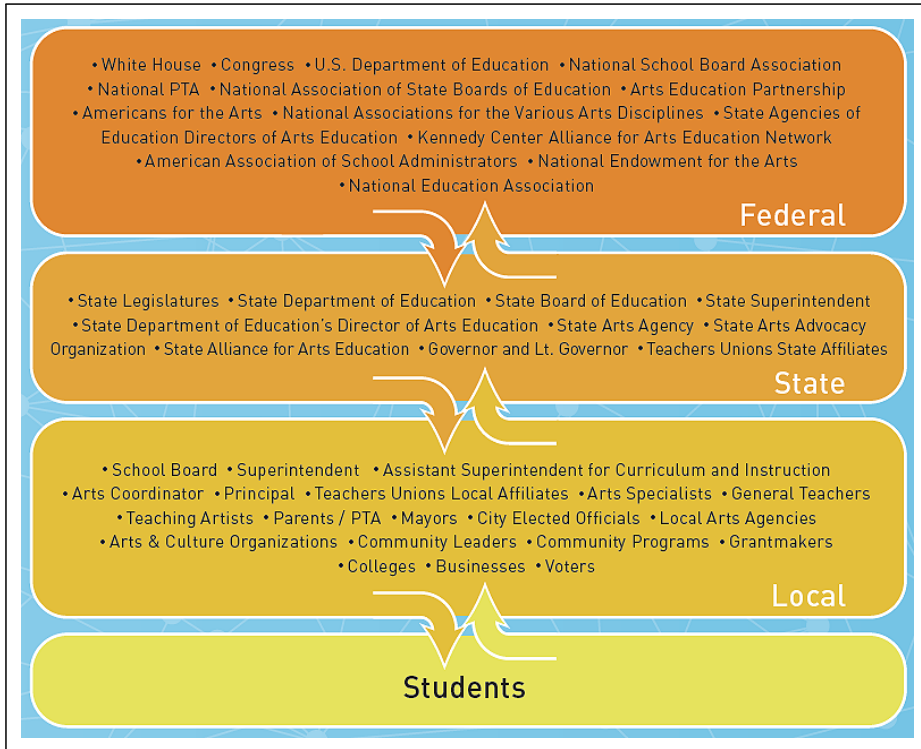 • White House • Congress • U.S. Department of Education • National School Board Association
• National PTA • National Association of State Boards of Education • Arts Education Partnership
• Americans for the Arts • National Associations for the Various Arts Disciplines • State Agencies of
Education Directors of Arts Education • Kennedy Center Alliance for Arts Education Network
• American Association of School Administrators • National Endowment for the Arts
• National Education Association
Federal
• State Legislatures • State Department of Education • State Board of Education • State Superintendent
• State Department of Education's Director of Arts Education • State Arts Agency • State Arts Advocacy
Organization • State Alliance for Arts Education • Governor and Lt. Governor • Teachers Unions State Affiliates
State
• School Board • Superintendent • Assistant Superintendent for Curriculum and Instruction
• Arts Coordinator • Principal • Teachers Unions Local Affiliates • Arts Specialists • General Teachers
• Teaching Artists • Parents / PTA • Mayors • City Elected Officials • Local Arts Agencies
• Arts & Culture Organizations • Community Leaders • Community Programs • Grantmakers
• Colleges • Businesses • Voters
Local
Students